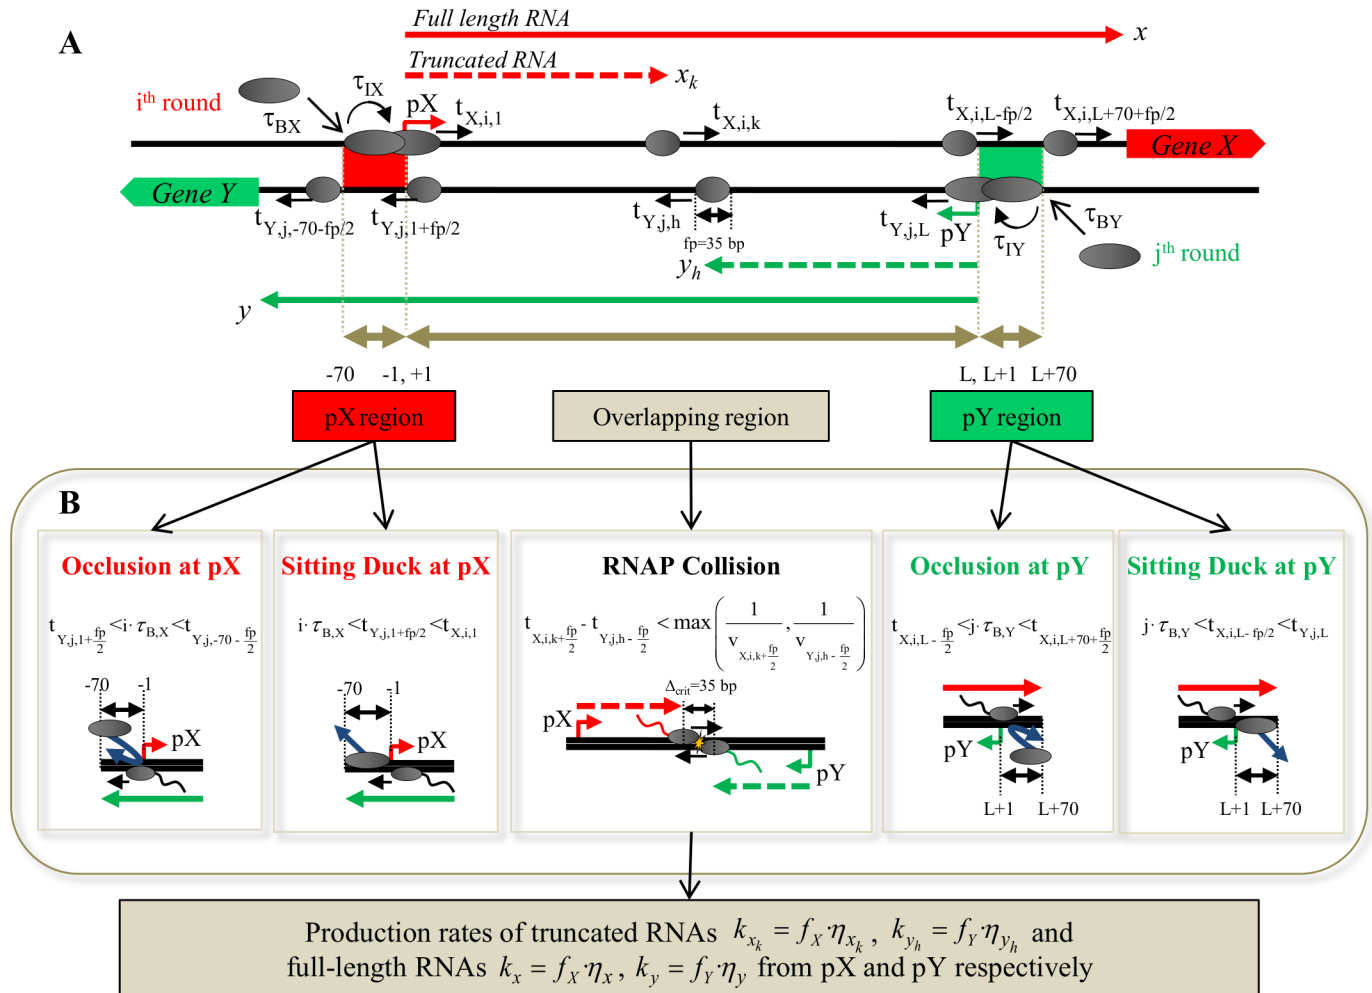 A
Full length RNA
x
Truncated RNA
x_k
i^th round
τ_BX
τ_IX
pX
t_X,i,1
t_X,i,k
t_X,i,L-fp/2
t_X,i,L+70+fp/2
Gene X
Gene Y
t_Y,j,-70-fp/2
t_Y,j,1+fp/2
t_Y,j,h
fp=35 bp
t_Y,j,L
pY
τ_IY
τ_BY
j^th round
y_h
y
-70 -1, +1 L, L+1 L+70
pX region
Overlapping region
pY region
B
Occlusion at pX
t_Y,j,1+fp/2 <i·τ_B,X <t_Y,j,-70-fp/2
-70 -1
pX
Sitting Duck at pX
i·τ_B,X <t_Y,j,1+fp/2 <t_X,i,1
-70 -1
pX
RNAP Collision
t_X,i,k+fp/2 - t_Y,j,h-fp/2 < max(1/v_X,i,k+fp/2 , 1/v_Y,j,h-fp/2)
Δ_crit=35 bp
pX
pY
Occlusion at pY
t_X,i,L-fp/2 <j·τ_B,Y <t_X,i,L+70+fp/2
pY
L+1 L+70
Sitting Duck at pY
j·τ_B,Y <t_X,i,L-fp/2 <t_Y,j,L
pY
L+1 L+70
Production rates of truncated RNAs k_x_k = f_X·η_x_k , k_y_h = f_Y·η_y_h and
full-length RNAs k_x = f_X·η_x , k_y = f_Y·η_y from pX and pY respectively